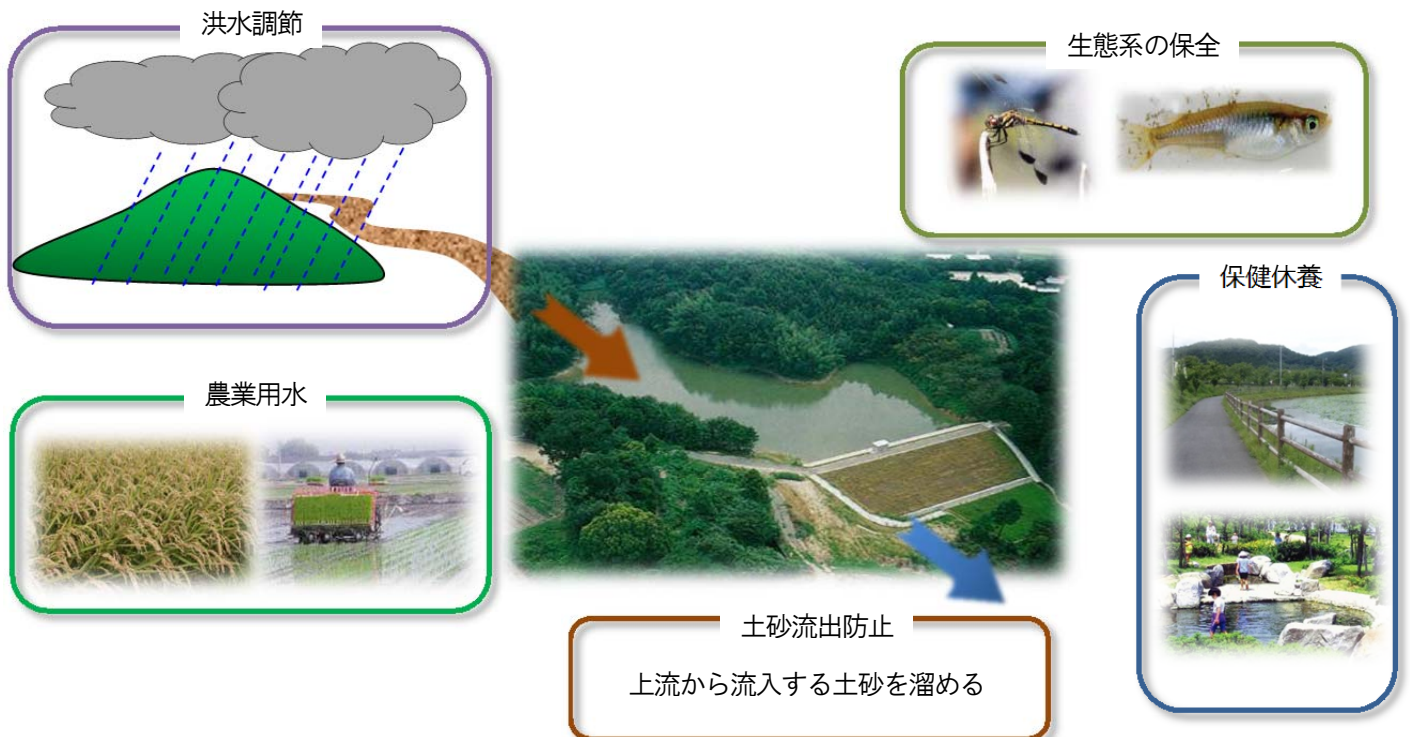 洪水調節
生態系の保全
保健休養
農業用水
土砂流出防止
上流から流入する土砂を溜める